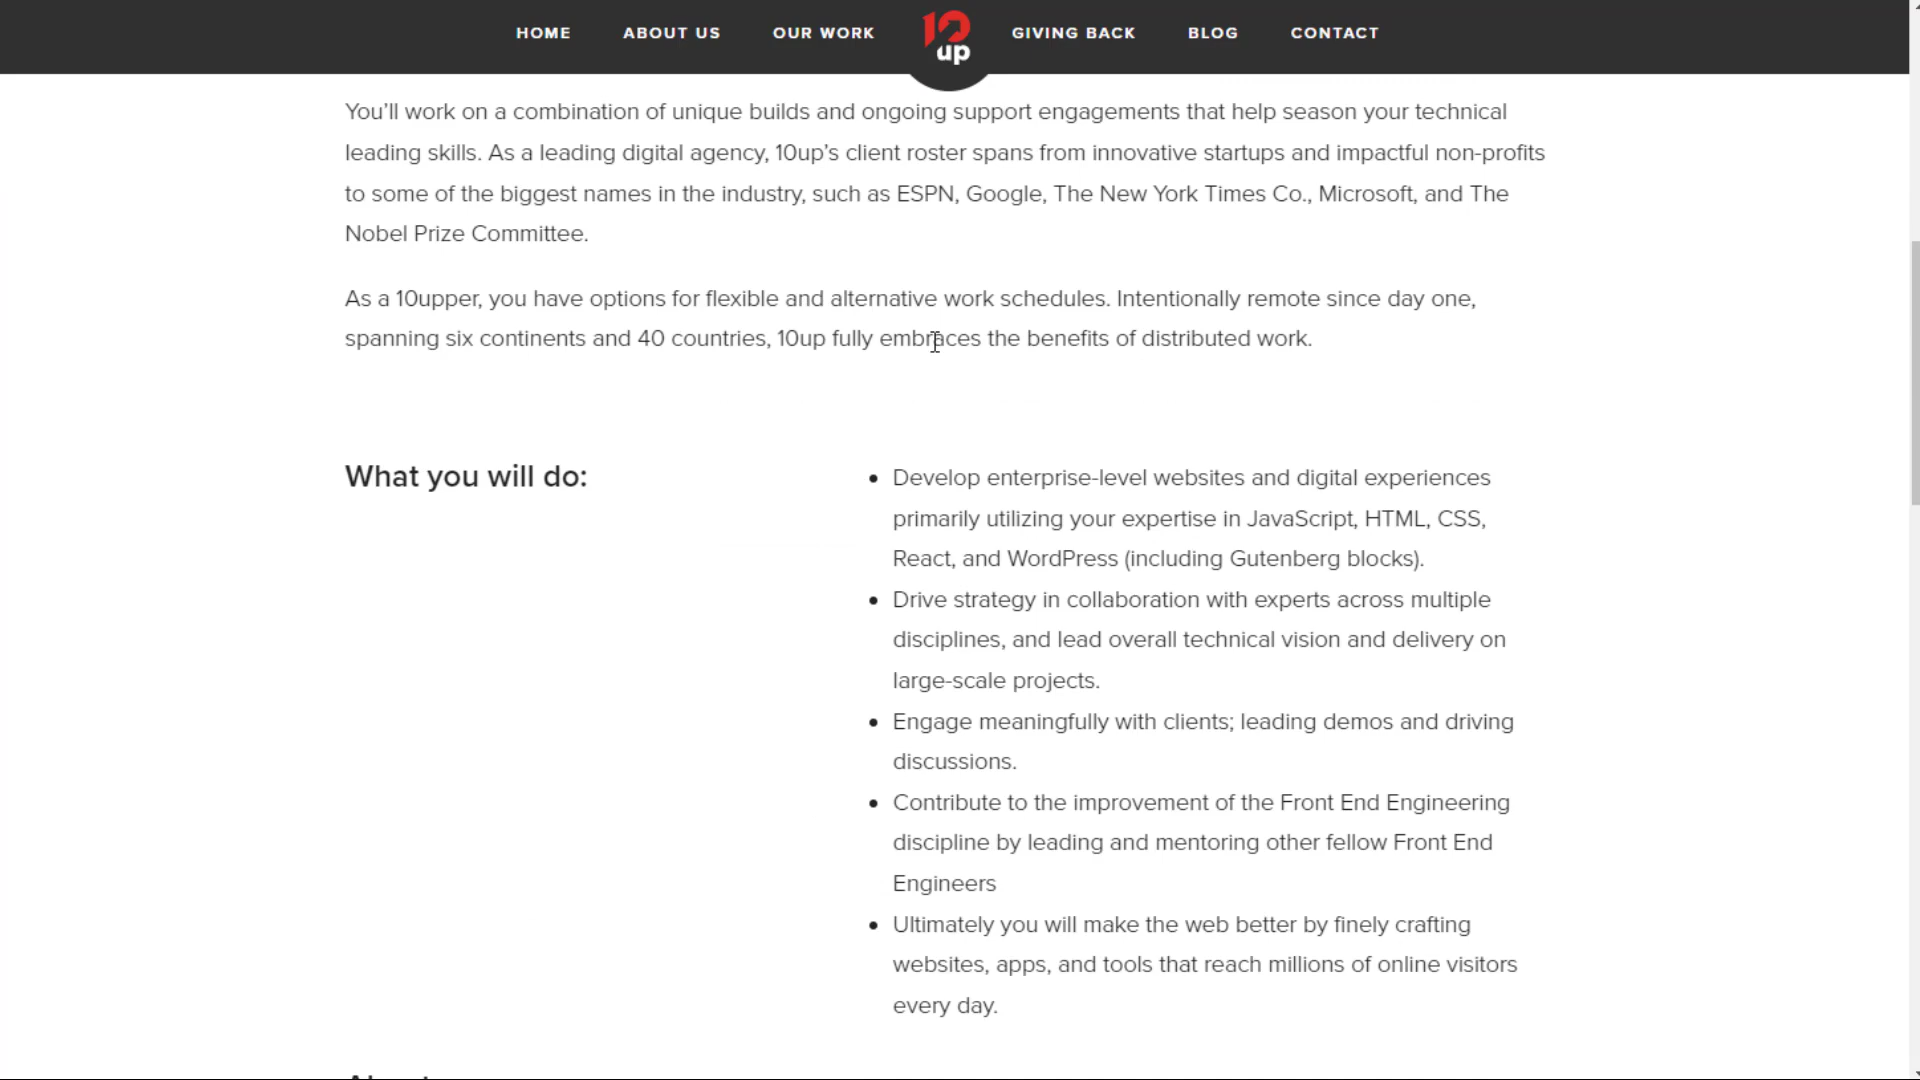 HOME ABOUT US OUR WORK 10 up GIVING BACK BLOG CONTACT
You’ll work on a combination of unique builds and ongoing support engagements that help season your technical
leading skills. As a leading digital agency, 10up’s client roster spans from innovative startups and impactful non-profits
to some of the biggest names in the industry, such as ESPN, Google, The New York Times Co., Microsoft, and The
Nobel Prize Committee.
As a 10upper, you have options for flexible and alternative work schedules. Intentionally remote since day one,
spanning six continents and 40 countries, 10up fully embraces the benefits of distributed work.
What you will do:
• Develop enterprise-level websites and digital experiences
primarily utilizing your expertise in JavaScript, HTML, CSS,
React, and WordPress (including Gutenberg blocks).
• Drive strategy in collaboration with experts across multiple
disciplines, and lead overall technical vision and delivery on
large-scale projects.
• Engage meaningfully with clients; leading demos and driving
discussions.
• Contribute to the improvement of the Front End Engineering
discipline by leading and mentoring other fellow Front End
Engineers
• Ultimately you will make the web better by finely crafting
websites, apps, and tools that reach millions of online visitors
every day.